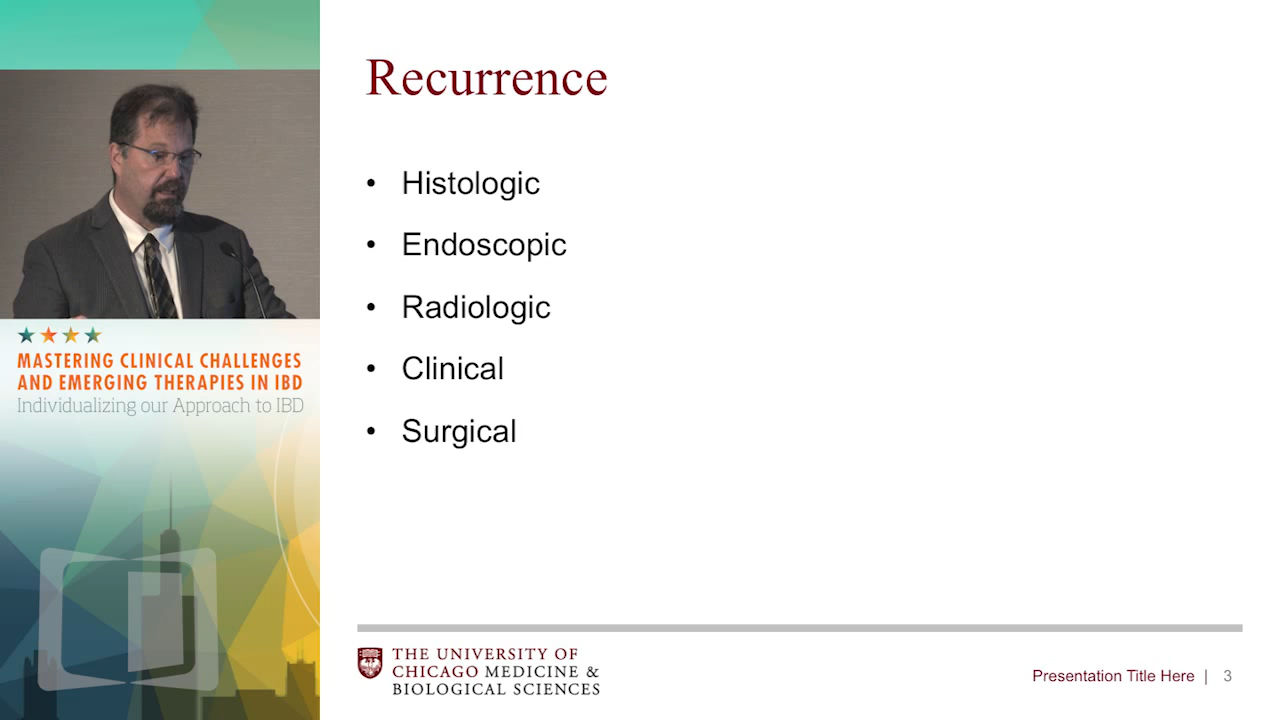 Recurrence
• Histologic
• Endoscopic
• Radiologic
• Clinical
• Surgical
MASTERING CLINICAL CHALLENGES
AND EMERGING THERAPIES IN IBD
Individualizing our Approach to IBD
THE UNIVERSITY OF
CHICAGO MEDICINE &
BIOLOGICAL SCIENCES
Presentation Title Here | 3